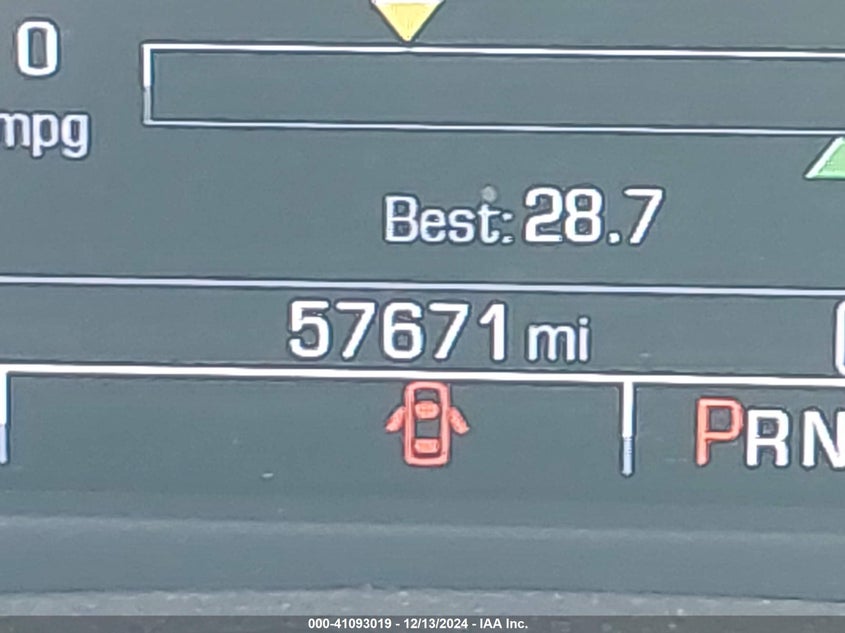 0
mpg
Best: 28.7
57671 mi
PRN
000-41093019 - 12/13/2024 - IAA Inc.